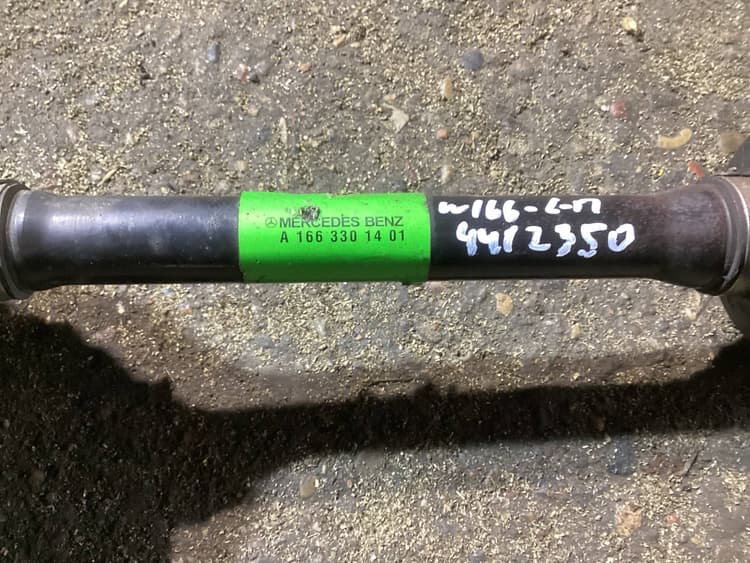 MERCEDES BENZ
A 166 330 14 01
w166-
4412350